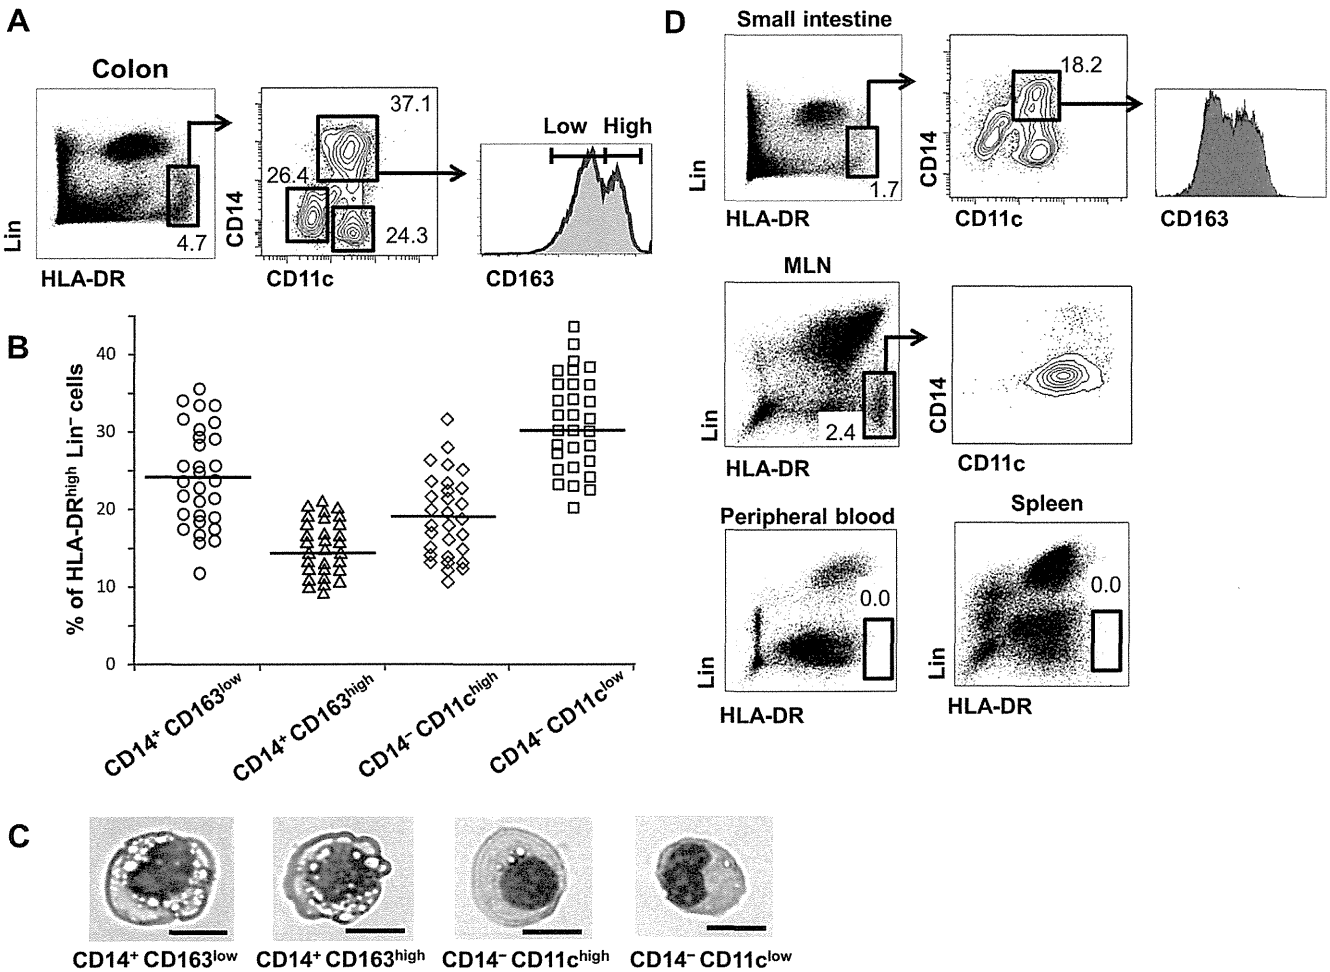 A
Colon
Lin
HLA-DR
4.7
CD14
CD11c
37.1
26.4
24.3
Low High
CD163
B
% of HLA-DRhigh Lin− cells
40
30
20
10
0
CD14+ CD163low
CD14+ CD163high
CD14− CD11chigh
CD14− CD11clow
C
CD14+ CD163low
CD14+ CD163high
CD14− CD11chigh
CD14− CD11clow
D
Small intestine
Lin
HLA-DR
1.7
CD14
CD11c
18.2
CD163
MLN
Lin
HLA-DR
2.4
CD14
CD11c
Peripheral blood
Lin
HLA-DR
0.0
Spleen
Lin
HLA-DR
0.0